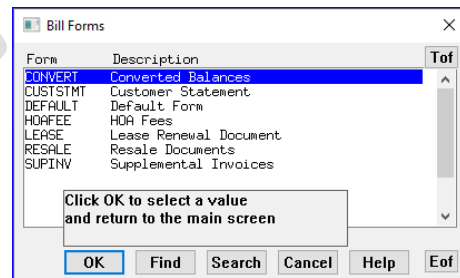 Bill Forms
Form Description Tof
CONVERT Converted Balances
CUSTSTMT Customer Statement
DEFAULT Default Form
HOAFEE HOA Fees
LEASE Lease Renewal Document
RESALE Resale Documents
SUPINV Supplemental Invoices
Click OK to select a value
and return to the main screen
OK Find Search Cancel Help Eof